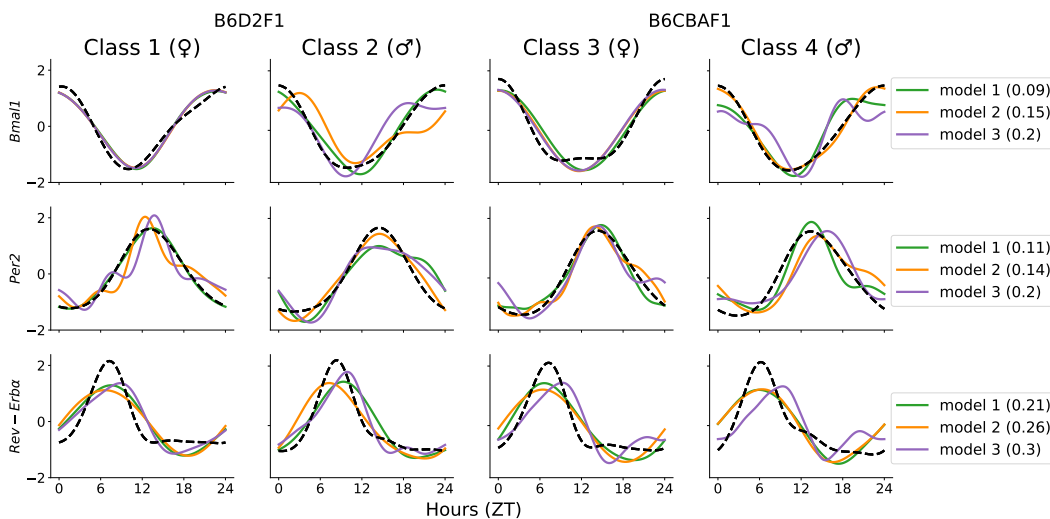 B6D2F1 B6CBAF1
Class 1 (♀) Class 2 (♂) Class 3 (♀) Class 4 (♂)
2
0
−2
Bmal1
model 1 (0.09)
model 2 (0.15)
model 3 (0.2)
2
0
−2
Per2
model 1 (0.11)
model 2 (0.14)
model 3 (0.2)
2
0
−2
Rev − Erbα
model 1 (0.21)
model 2 (0.26)
model 3 (0.3)
0 6 12 18 24 0 6 12 18 24 0 6 12 18 24 0 6 12 18 24
Hours (ZT)